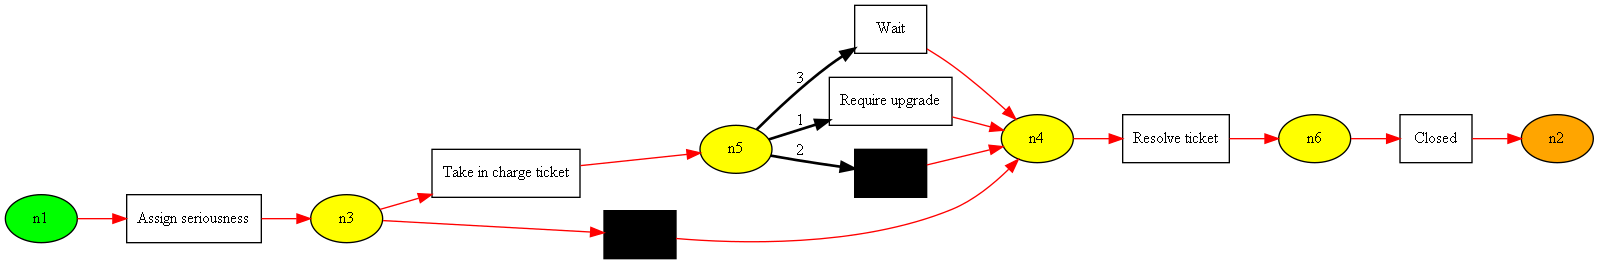 n1
Assign seriousness
n3
Take in charge ticket
n5
3
Wait
1
Require upgrade
2
n4
Resolve ticket
n6
Closed
n2